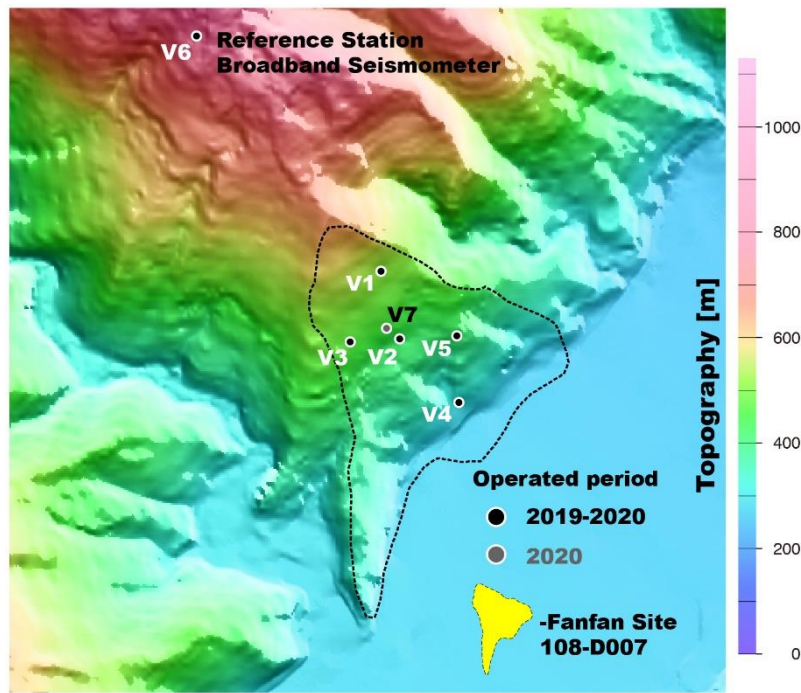 V6
Reference Station
Broadband Seismometer
V1
V7
V3
V2
V5
V4
Operated period
2019-2020
2020
-Fanfan Site
108-D007
Topography [m]
1000
800
600
400
200
0